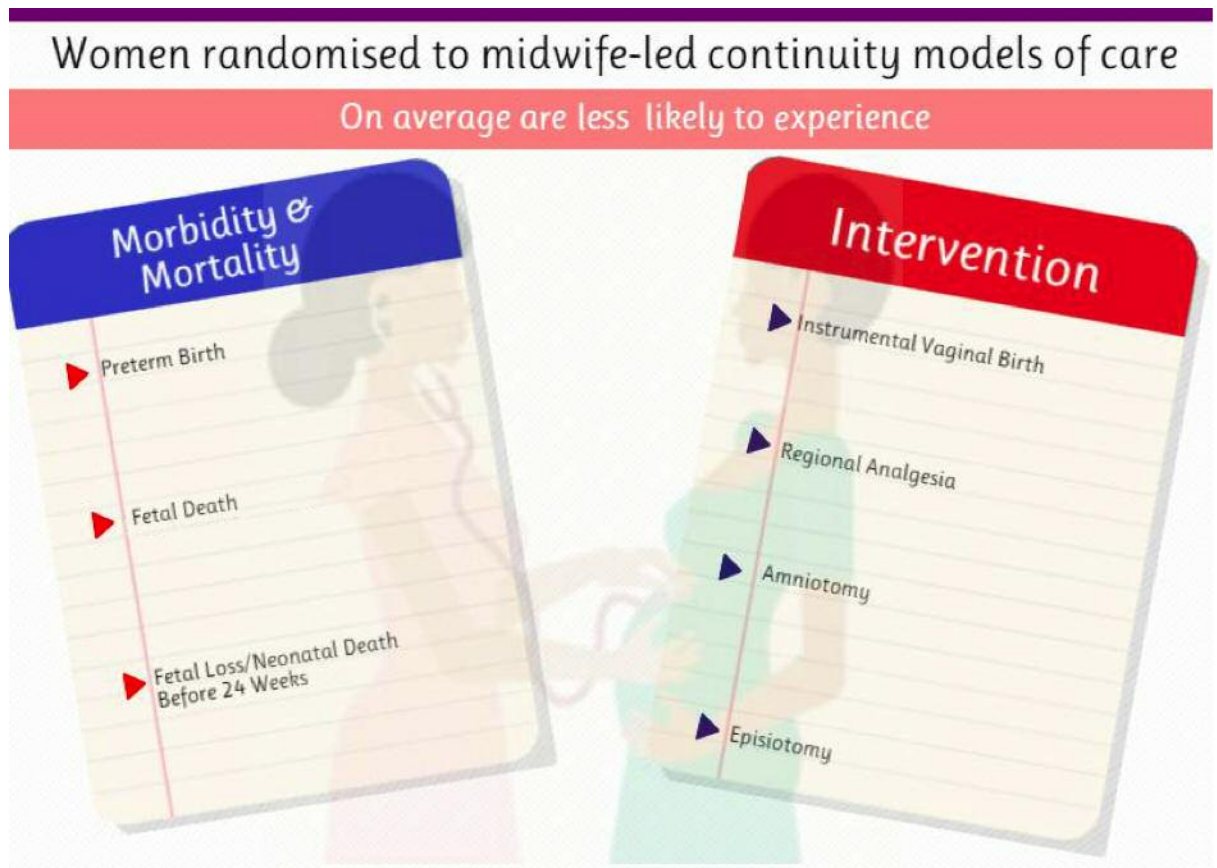 Women randomised to midwife-led continuity models of care
On average are less likely to experience
Morbidity &
Mortality
Preterm Birth
Fetal Death
Fetal Loss/Neonatal Death
Before 24 Weeks
Intervention
Instrumental Vaginal Birth
Regional Analgesia
Amniotomy
Episiotomy